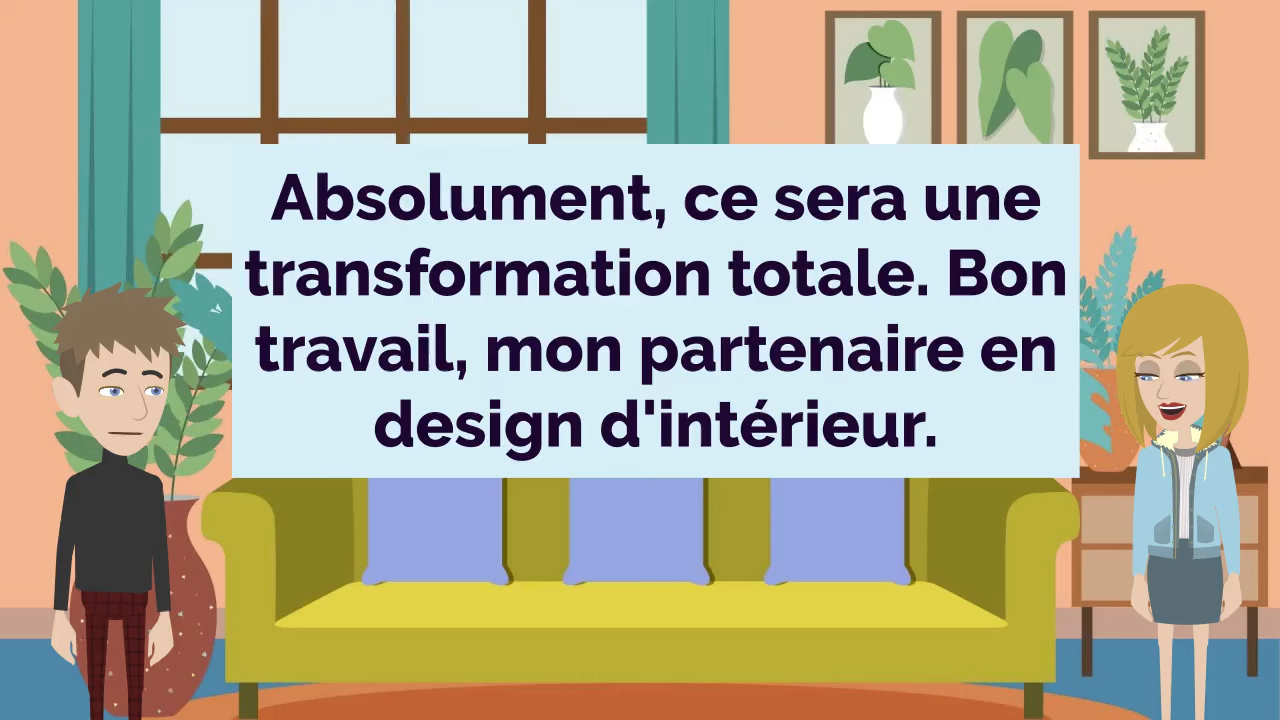 Absolument, ce sera une
transformation totale. Bon
travail, mon partenaire en
design d'intérieur.